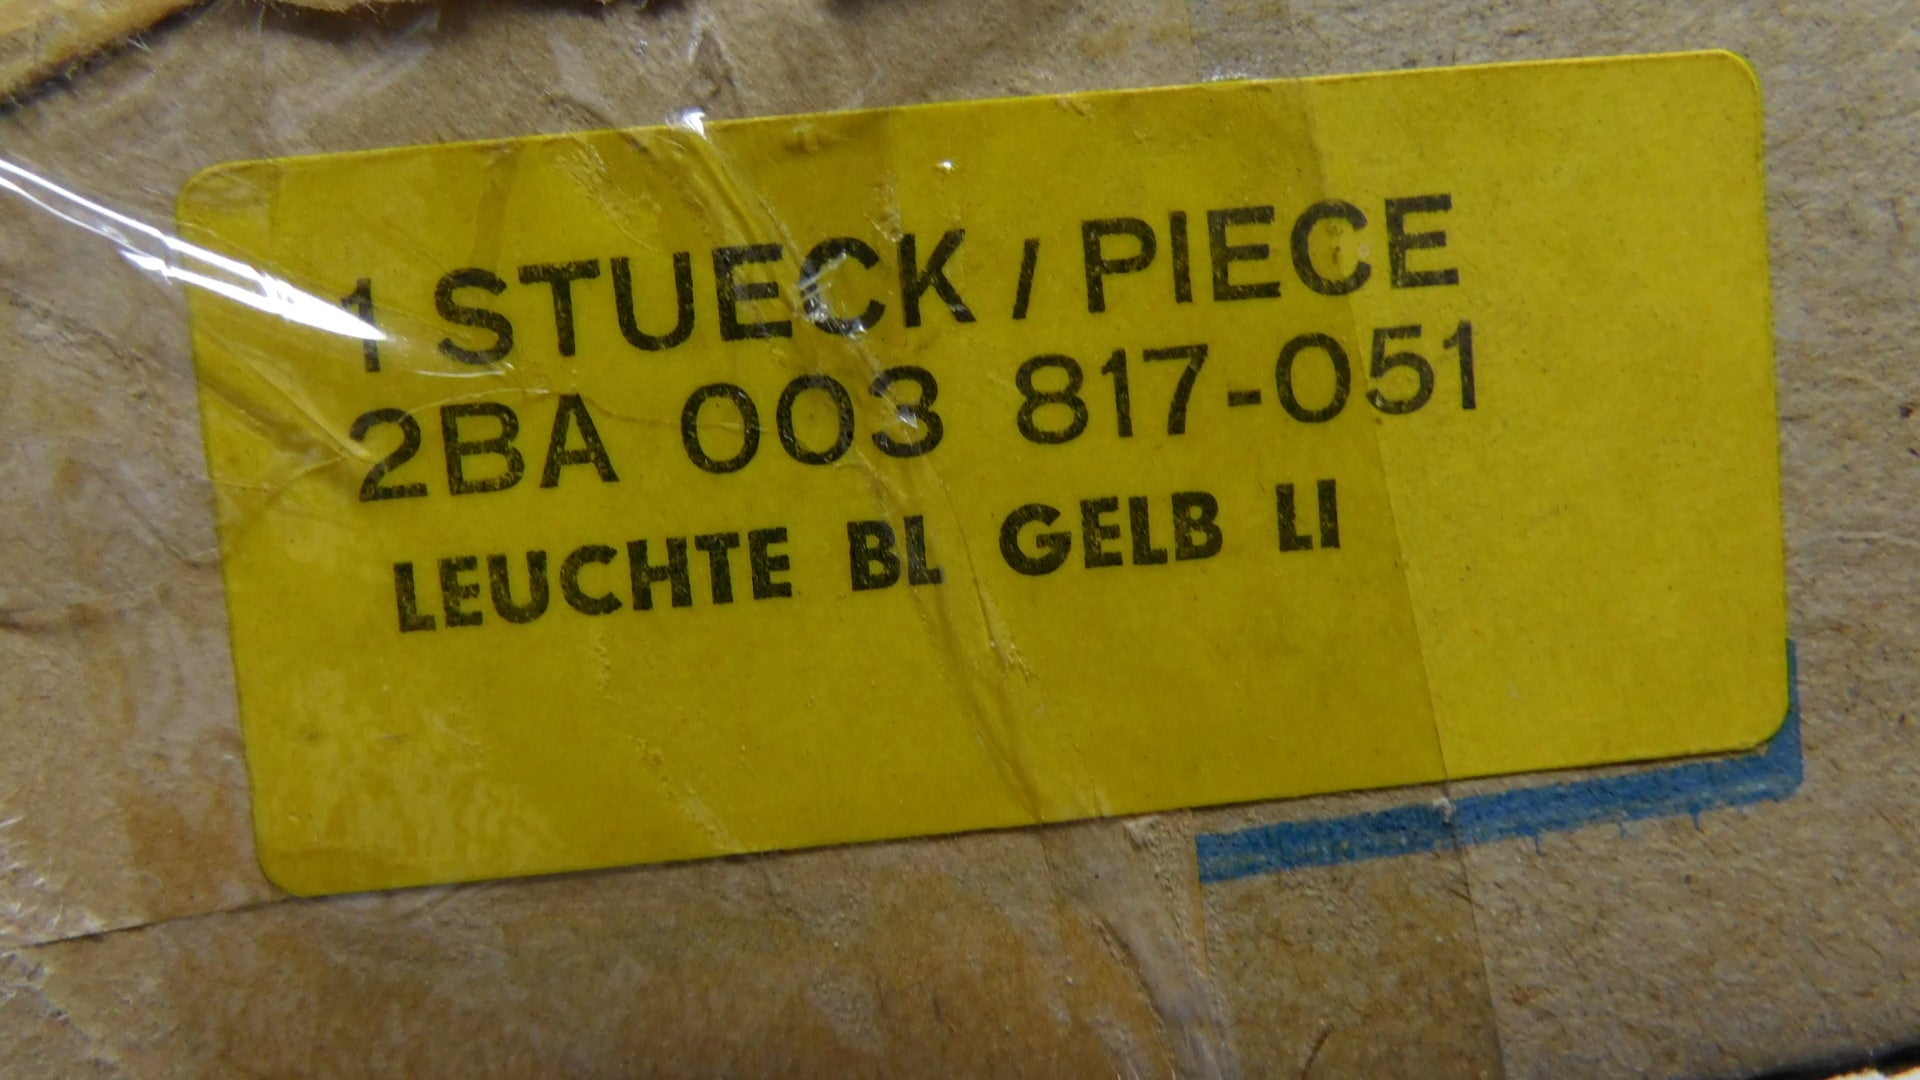 1 STUECK / PIECE
2BA 003 817-051
LEUCHTE BL GELB LI